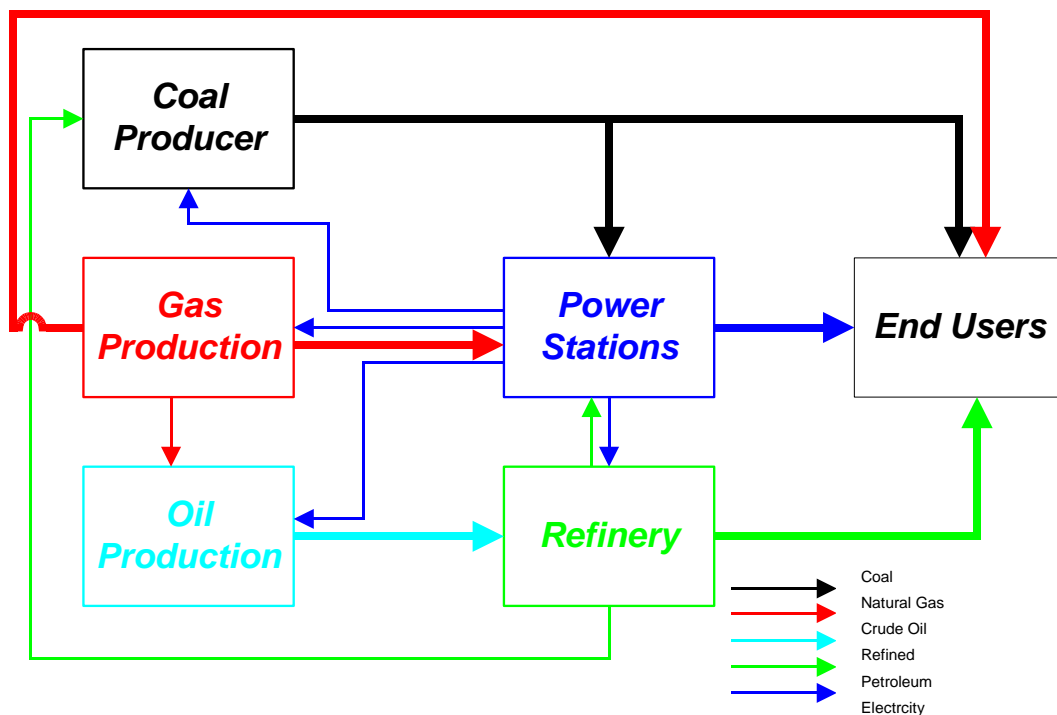 Coal
Producer
Gas
Production
Power
Stations
End Users
Oil
Production
Refinery
Coal
Natural Gas
Crude Oil
Refined
Petroleum
Electrcity